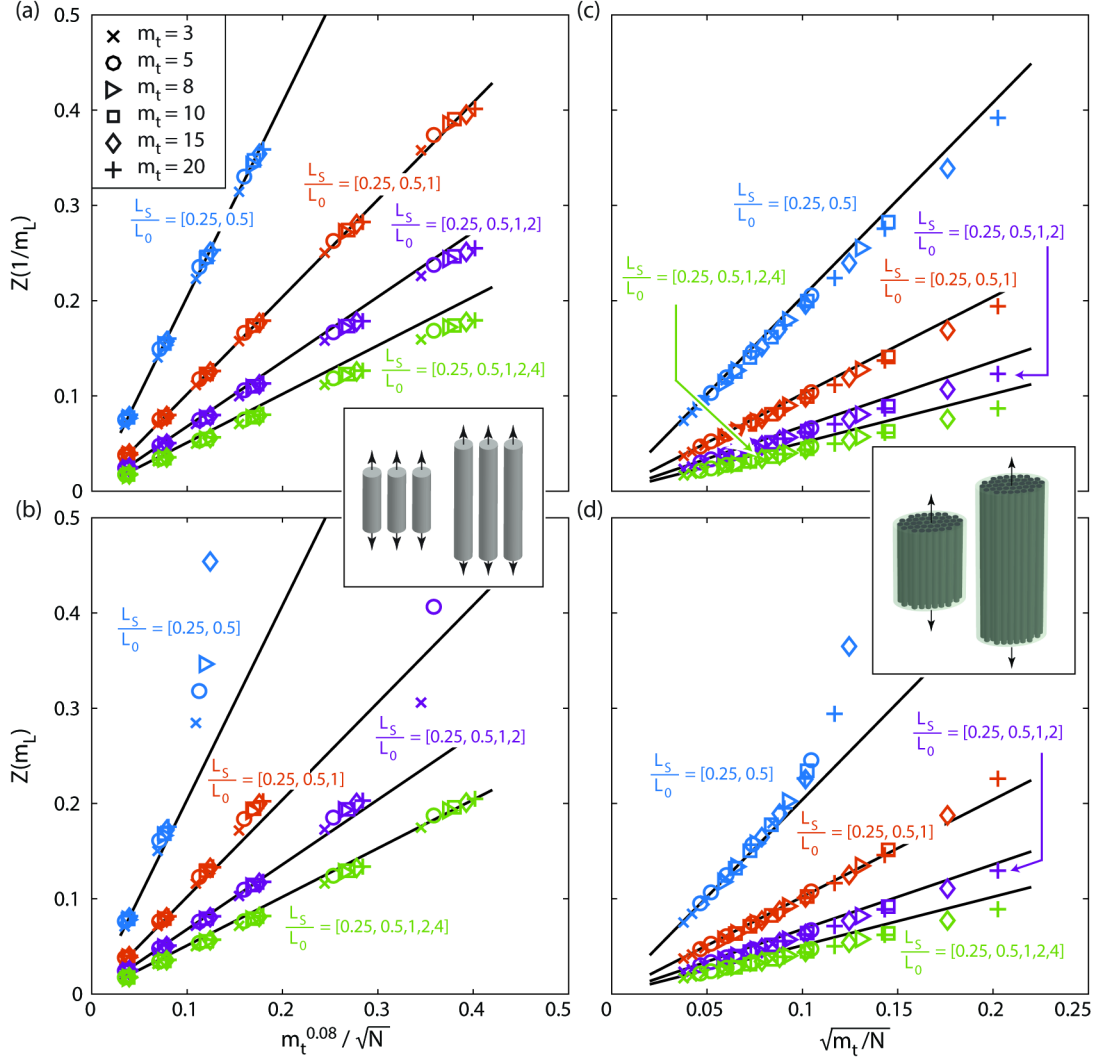 (a)
0.5
0.4
0.3
0.2
0.1
0
Z(1/m_L)
× m_t = 3
○ m_t = 5
▷ m_t = 8
□ m_t = 10
◇ m_t = 15
+ m_t = 20
L_S/L_0 = [0.25, 0.5]
L_S/L_0 = [0.25, 0.5,1]
L_S/L_0 = [0.25, 0.5,1,2]
L_S/L_0 = [0.25, 0.5,1,2,4]
(c)
L_S/L_0 = [0.25, 0.5]
L_S/L_0 = [0.25, 0.5,1,2]
L_S/L_0 = [0.25, 0.5,1,2,4]
L_S/L_0 = [0.25, 0.5,1]
(b)
0.5
0.4
0.3
0.2
0.1
0
Z(m_L)
L_S/L_0 = [0.25, 0.5]
L_S/L_0 = [0.25, 0.5,1,2]
L_S/L_0 = [0.25, 0.5,1]
L_S/L_0 = [0.25, 0.5,1,2,4]
0 0.1 0.2 0.3 0.4 0.5
m_t^0.08 / √N
(d)
L_S/L_0 = [0.25, 0.5]
L_S/L_0 = [0.25, 0.5,1,2]
L_S/L_0 = [0.25, 0.5,1]
L_S/L_0 = [0.25, 0.5,1,2,4]
0 0.05 0.1 0.15 0.20 0.25
√m_t/N